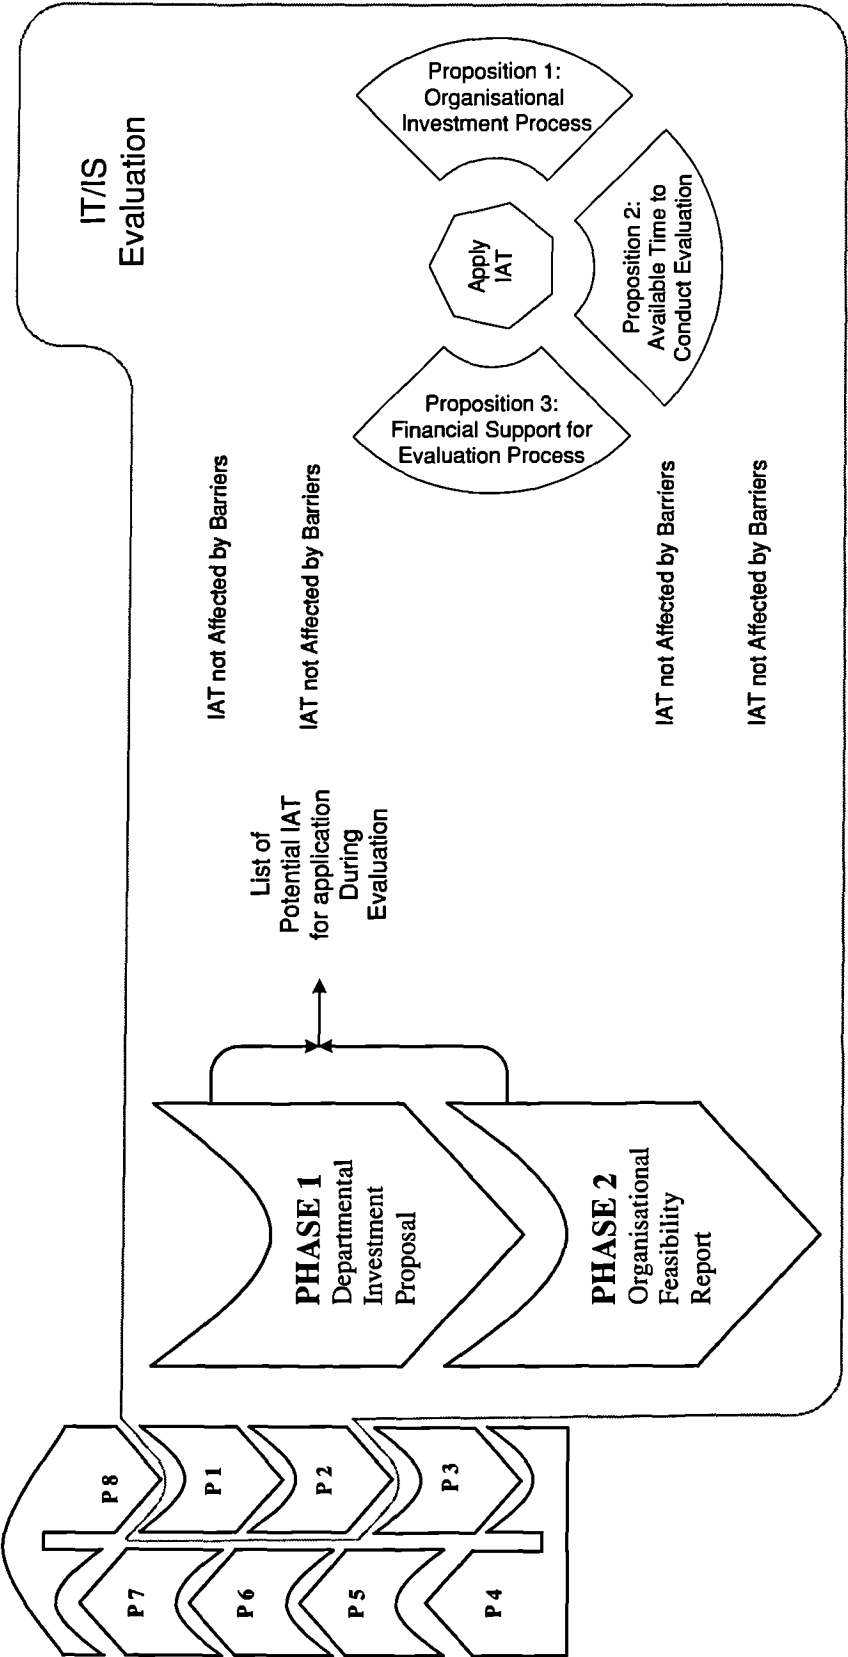 IT/IS
Evaluation
P 8
P 1
P 2
P 3
P 7
P 6
P 5
P 4
PHASE 1
Departmental
Investment
Proposal
PHASE 2
Organisational
Feasibility
Report
List of
Potential IAT
for application
During
Evaluation
IAT not Affected by Barriers
IAT not Affected by Barriers
IAT not Affected by Barriers
IAT not Affected by Barriers
Proposition 1:
Organisational
Investment Process
Apply
IAT
Proposition 2:
Available Time to
Conduct Evaluation
Proposition 3:
Financial Support for
Evaluation Process